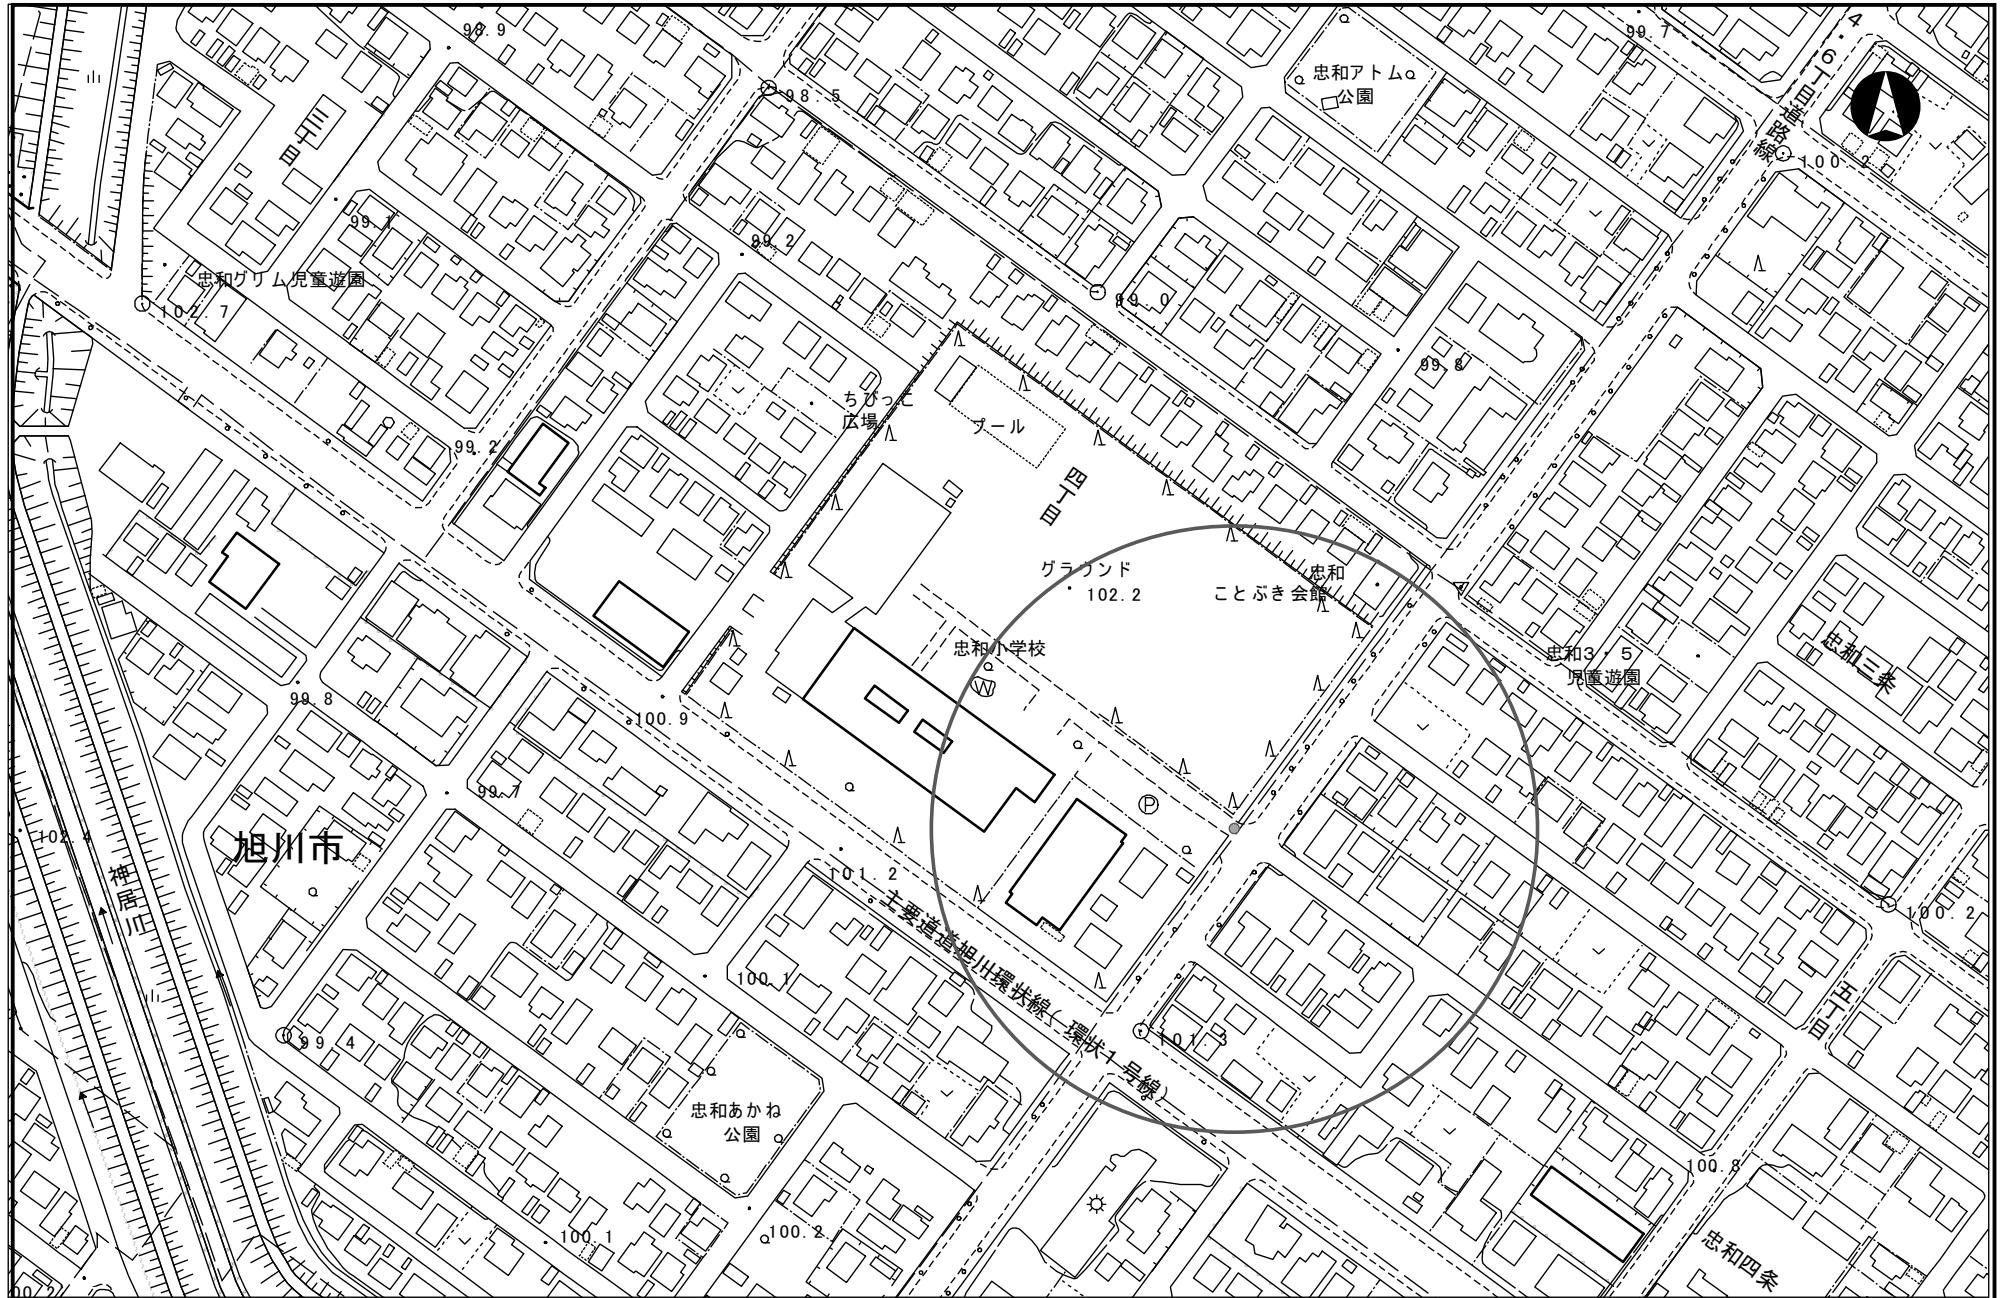 98.9
99.7
4・6丁目道路線
忠和アトム
公園
98.5
三丁目
100.2
99.1
99.2
忠和グリム児童遊園
102.7
99.0
99.8
ちびっこ
広場
プール
99.2
四丁目
グラウンド
102.2
忠和
ことぶき会館
忠和小学校
忠和3・5
児童遊園
忠和三条
99.8
100.9
W
99.7
P
102.4
旭川市
神居川
101.2
主要道道旭川環状線(環状1号線)
100.2
100.1
五丁目
99.4
101.3
忠和あかね
公園
100.8
100.1
100.2
忠和四条